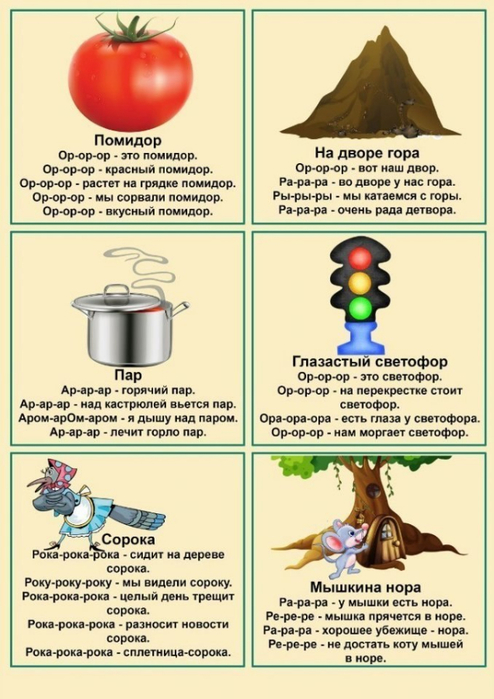 Помидор
Ор-ор-ор - это помидор.
Ор-ор-ор - красный помидор.
Ор-ор-ор - растет на грядке помидор.
Ор-ор-ор - мы сорвали помидор.
Ор-ор-ор - вкусный помидор.
На дворе гора
Ор-ор-ор - вот наш двор.
Ра-ра-ра - во дворе у нас гора.
Ры-ры-ры - мы катаемся с горы.
Ра-ра-ра - очень рада детвора.
Пар
Ар-ар-ар - горячий пар.
Ар-ар-ар - над кастрюлей вьется пар.
Аром-арОм-аром - я дышу над паром.
Ар-ар-ар - лечит горло пар.
Глазастый светофор
Ор-ор-ор - это светофор.
Ор-ор-ор - на перекрестке стоит
светофор.
Ора-ора-ора - есть глаза у светофора.
Ор-ор-ор - нам моргает светофор.
Сорока
Рока-рока-рока - сидит на дереве
сорока.
Року-року-року - мы видели сороку.
Рока-рока-рока - целый день трещит
сорока.
Рока-рока-рока - разносит новости
сорока.
Рока-рока-рока - сплетница-сорока.
Мышкина нора
Ра-ра-ра - у мышки есть нора.
Ре-ре-ре - мышка прячется в норе.
Ра-ра-ра - хорошее убежище - нора.
Ре-ре-ре - не достать коту мышей
в норе.